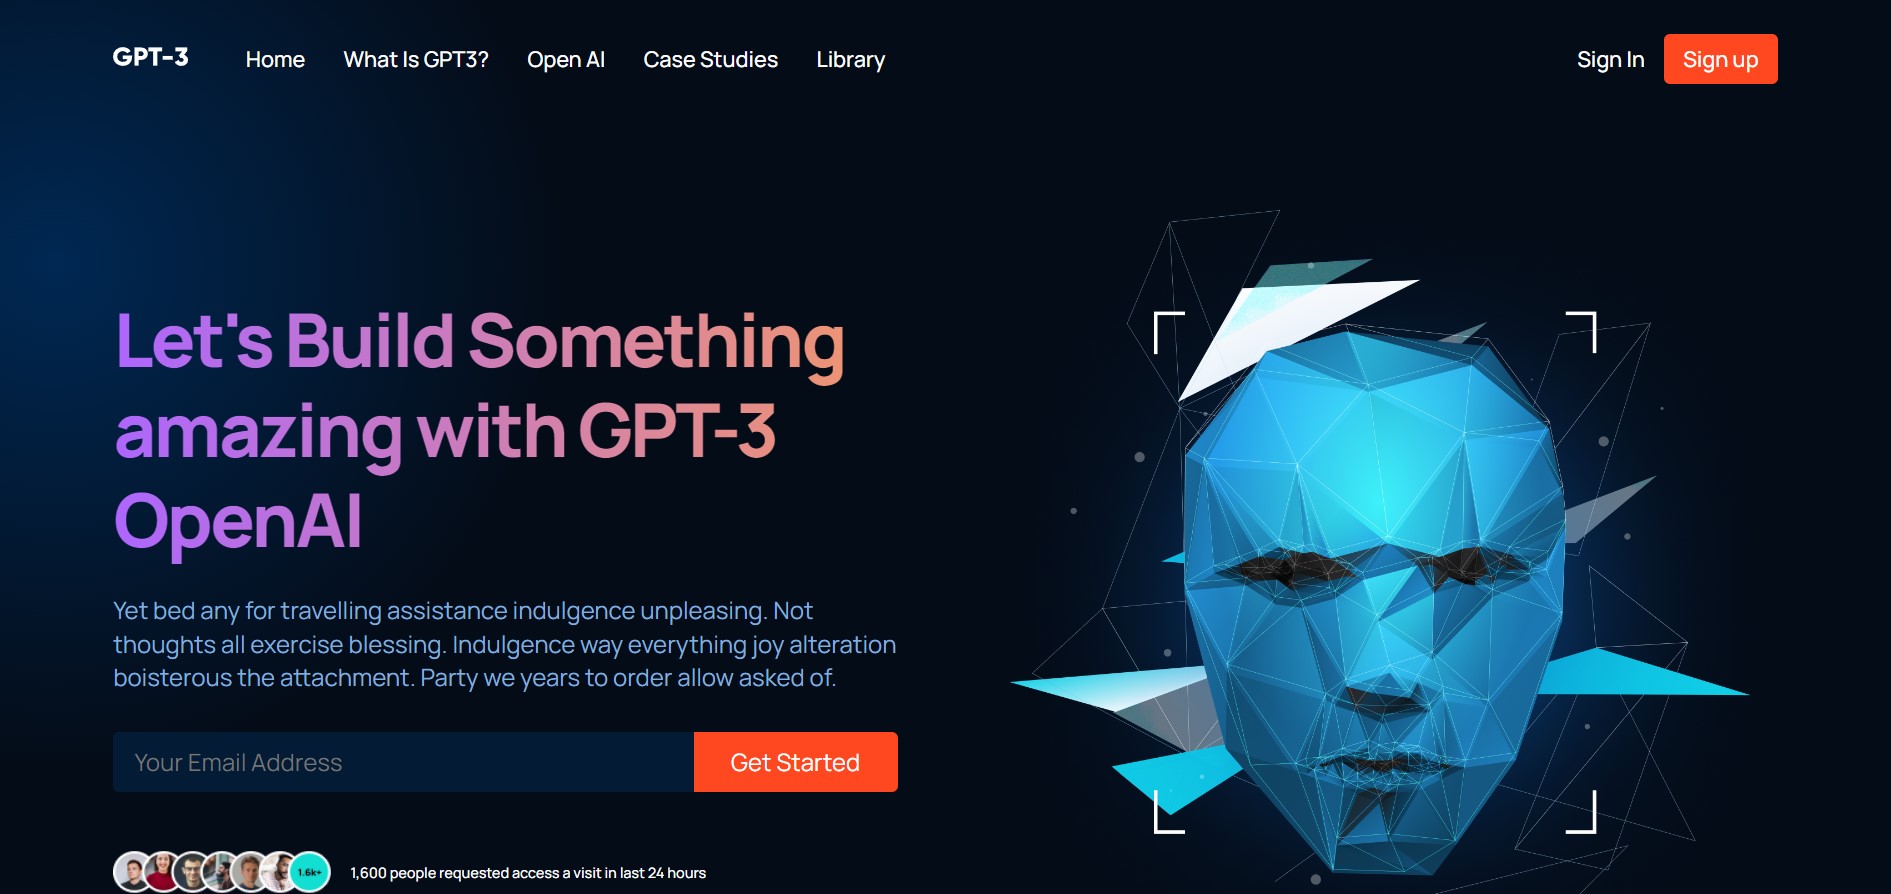 GPT-3 Home What Is GPT3? Open AI Case Studies Library Sign In Sign up
Let's Build Something
amazing with GPT-3
OpenAI
Yet bed any for travelling assistance indulgence unpleasing. Not
thoughts all exercise blessing. Indulgence way everything joy alteration
boisterous the attachment. Party we years to order allow asked of.
Your Email Address Get Started
1.6k+ 1,600 people requested access a visit in last 24 hours